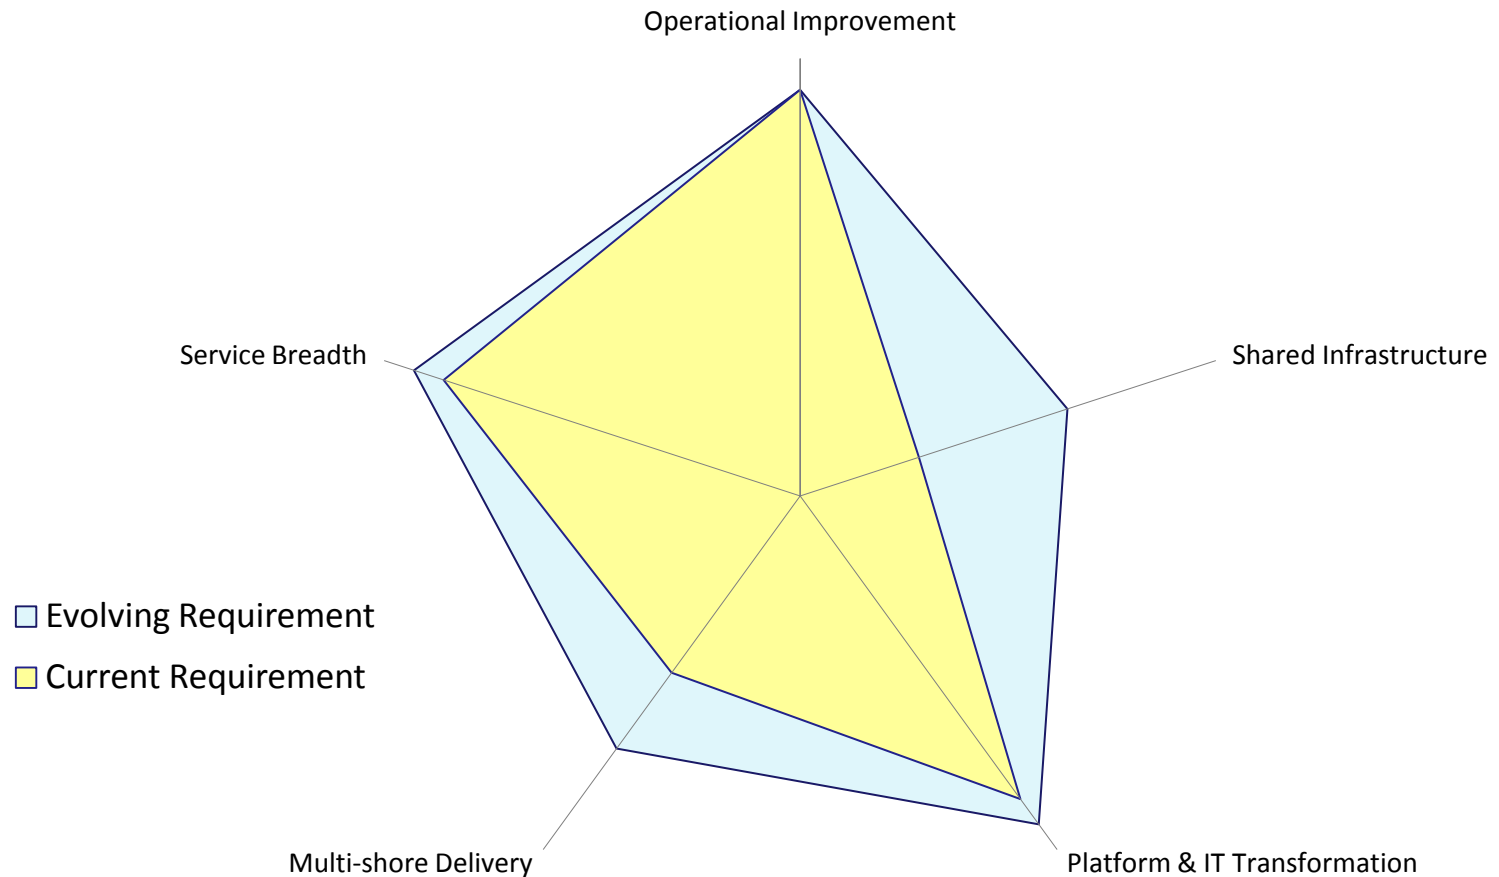 Operational Improvement
Service Breadth
Shared Infrastructure
Evolving Requirement
Current Requirement
Multi-shore Delivery
Platform & IT Transformation